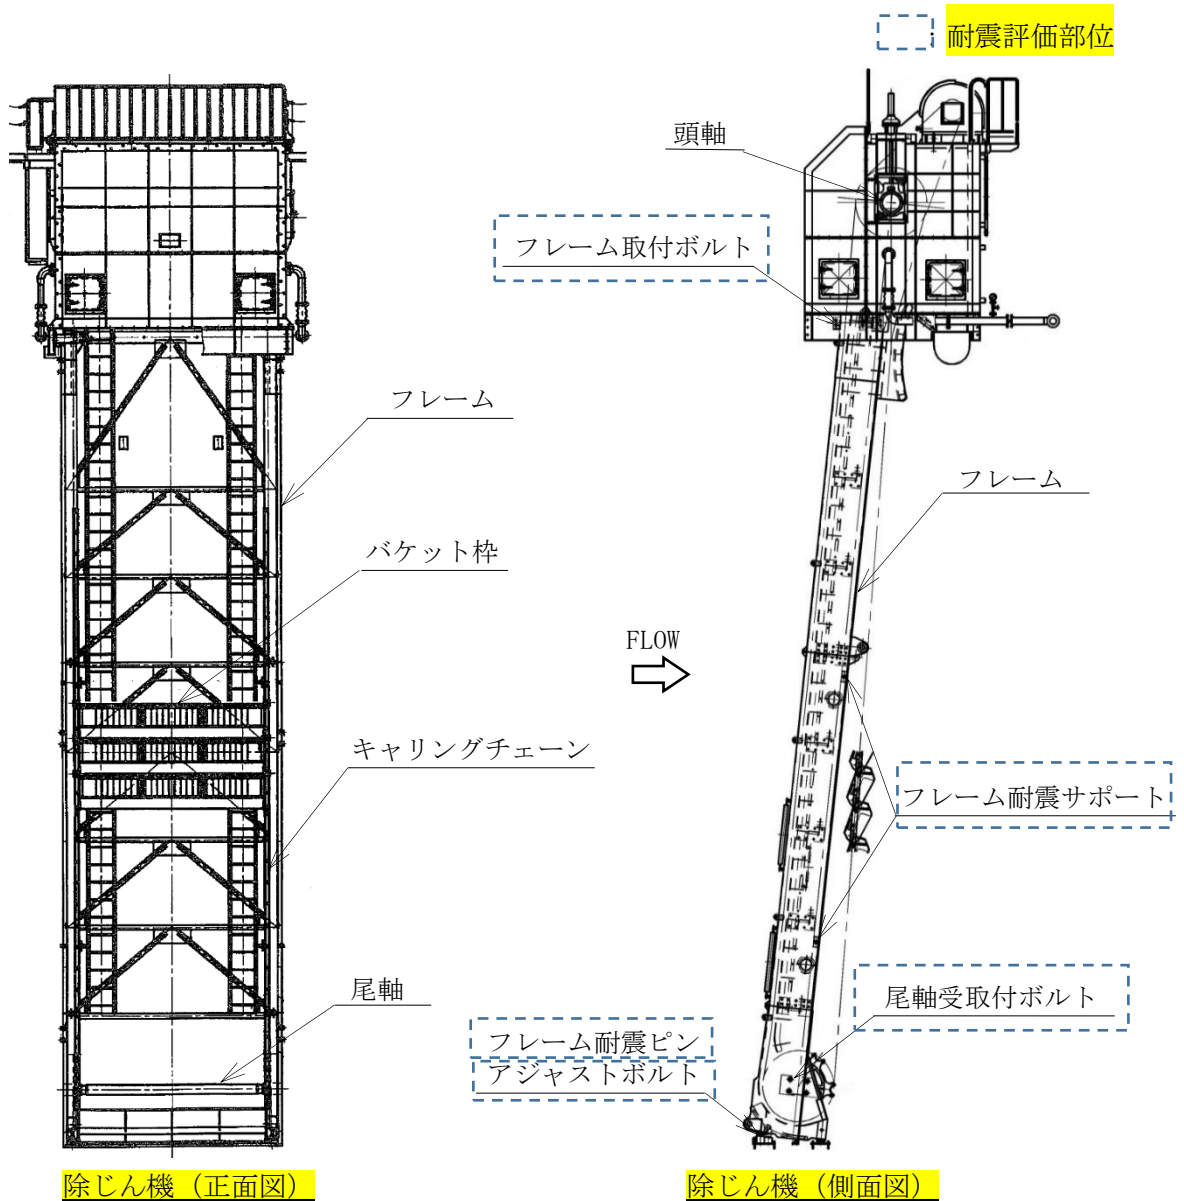 : 耐震評価部位
頭軸
フレーム取付ボルト
フレーム
フレーム
バケット枠
FLOW
キャリングチェーン
フレーム耐震サポート
尾軸
尾軸受取付ボルト
フレーム耐震ピン
アジャストボルト
除じん機（正面図）
除じん機（側面図）